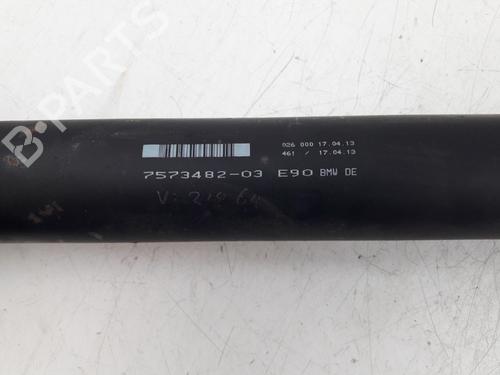 B-PARTS
026 000 17.04.13
461 / 17.04.13
7573482-03 E90 BMW DE